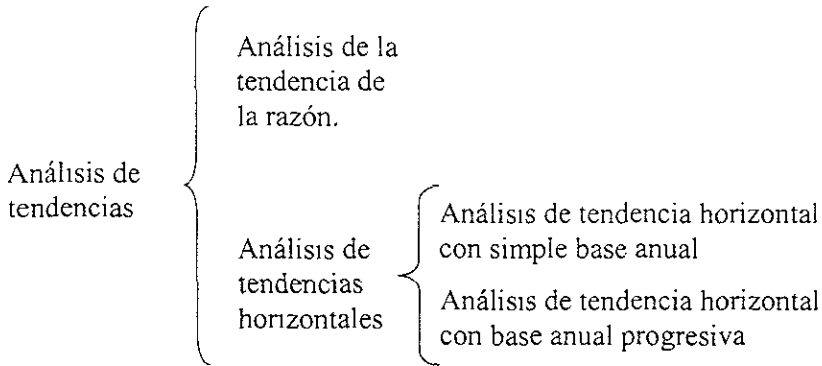 Análisis de la
tendencia de
la razón.
Análisis de
tendencias
Análisis de
tendencias
horizontales
Análisis de tendencia horizontal
con simple base anual
Análisis de tendencia horizontal
con base anual progresiva